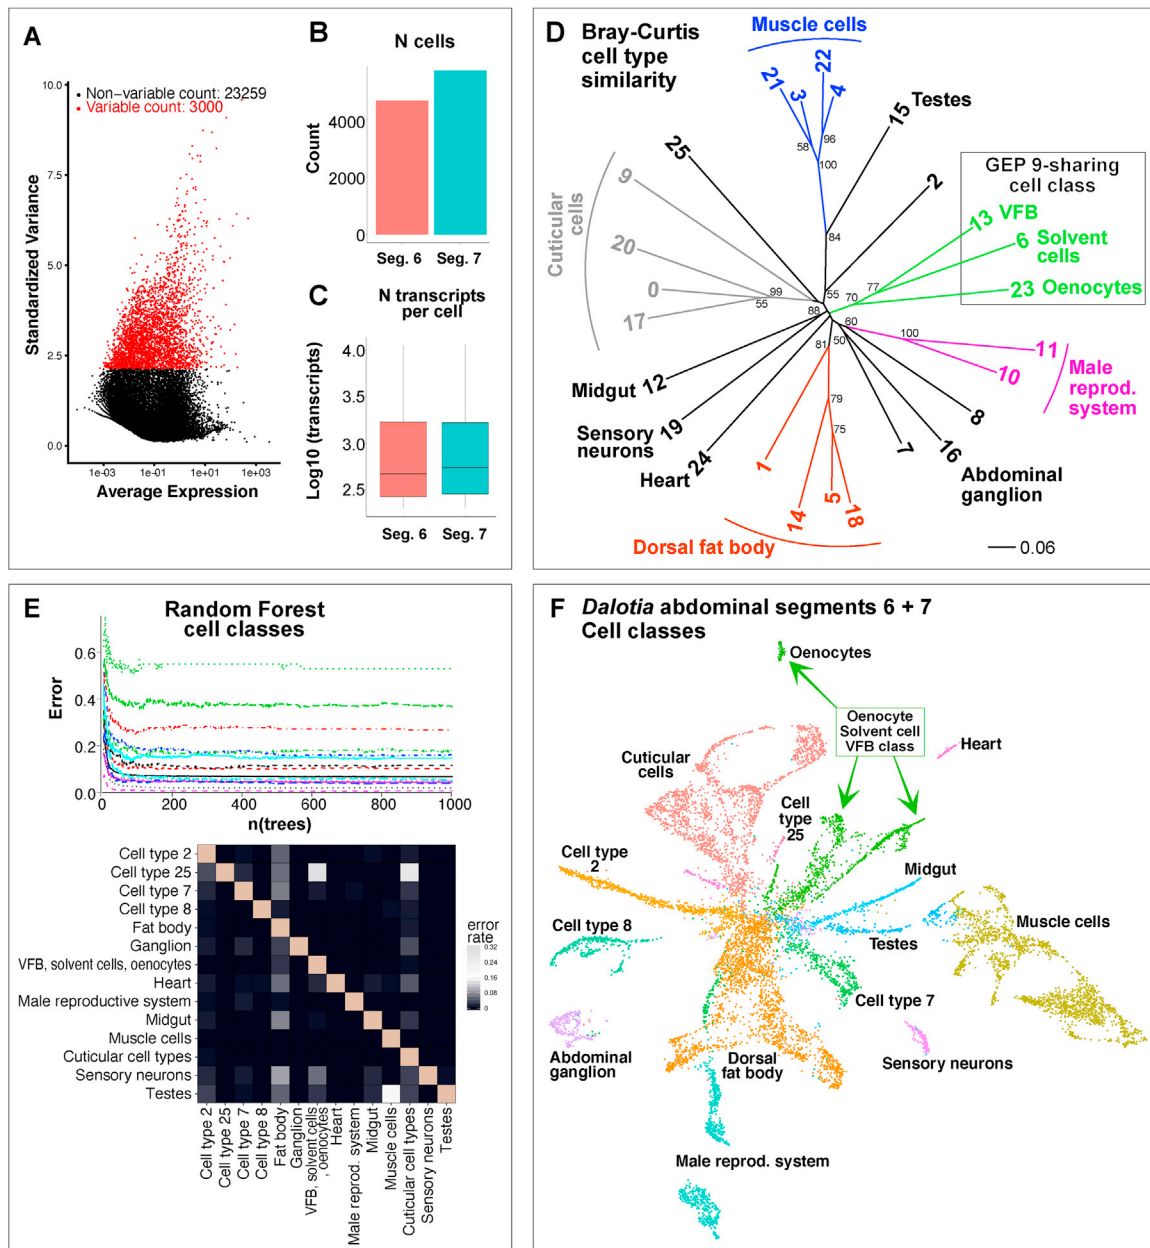 A
Non−variable count: 23259
Variable count: 3000
10.0
7.5
5.0
2.5
0.0
Standardized Variance
1e-03
1e-01
1e+01
1e+03
Average Expression
B
N cells
4000
2000
0
Count
Seg. 6
Seg. 7
C
N transcripts
per cell
4.0
3.5
3.0
2.5
Log10 (transcripts)
Seg. 6
Seg. 7
D
Bray-Curtis
cell type
similarity
Muscle cells
21
3
22
4
58
96
100
15
Testes
84
25
2
Cuticular
cells
9
20
0
17
99
55
88
GEP 9-sharing
cell class
13
VFB
6
Solvent
cells
23
Oenocytes
55
70
77
60
50
81
100
11
10
Male
reprod.
system
Midgut
12
Sensory
neurons
19
Heart
24
79
75
1
14
5
18
Dorsal fat body
7
16
8
Abdominal
ganglion
0.06
E
Random Forest
cell classes
0.6
0.4
0.2
0.0
Error
0
200
400
600
800
1000
n(trees)
Cell type 2
Cell type 25
Cell type 7
Cell type 8
Fat body
Ganglion
VFB, solvent cells, oenocytes
Heart
Male reproductive system
Midgut
Muscle cells
Cuticular cell types
Sensory neurons
Testes
error
rate
0.32
0.24
0.16
0.08
0
Cell type 2
Cell type 25
Cell type 7
Cell type 8
Fat body
Ganglion
VFB, solvent cells
, oenocytes
Heart
Male reprod. system
Midgut
Muscle cells
Cuticular cell types
Sensory neurons
Testes
F
Dalotia abdominal segments 6 + 7
Cell classes
Oenocytes
Oenocyte
Solvent cell
VFB class
Heart
Cuticular
cells
Cell
type
25
Cell type
2
Midgut
Cell type 8
Testes
Muscle cells
Cell type 7
Abdominal
ganglion
Dorsal
fat body
Sensory neurons
Male reprod. system